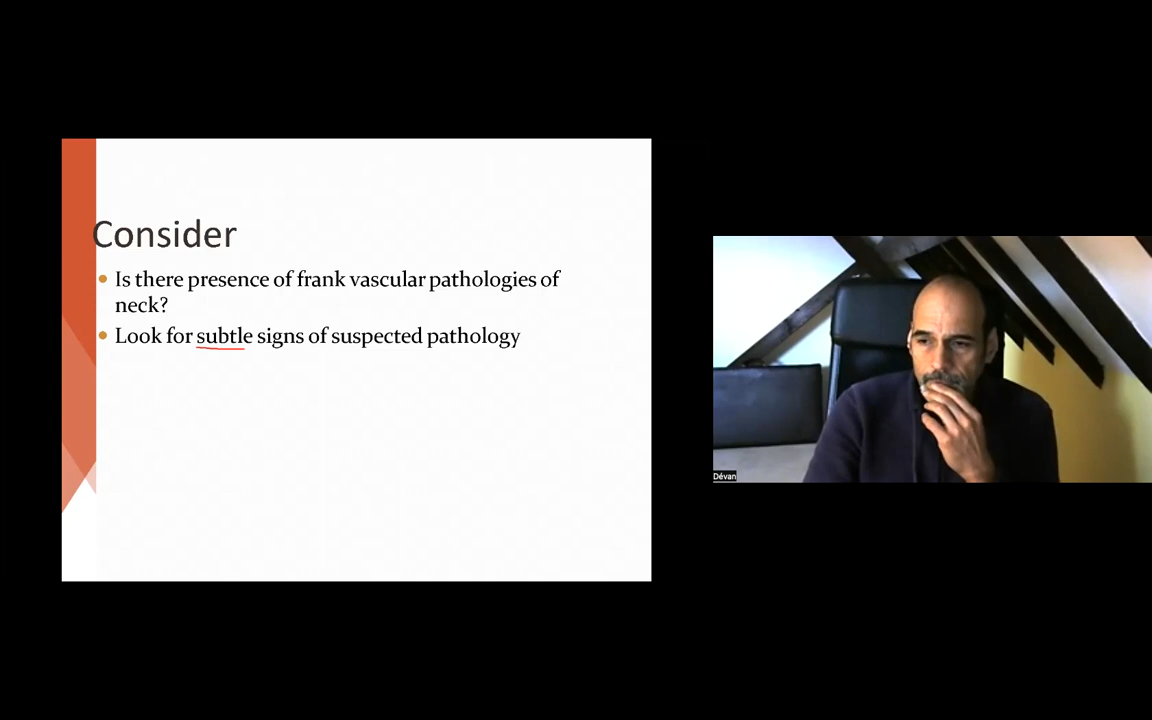 Consider
Is there presence of frank vascular pathologies of
neck?
Look for subtle signs of suspected pathology
Dévan